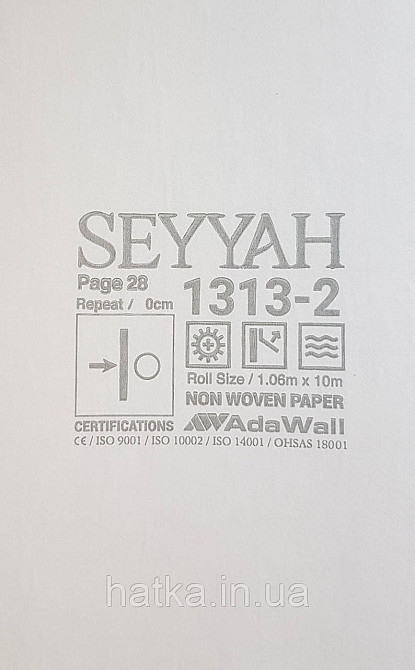 SEYYAH
Page 28
Repeat / 0cm
1313-2
Roll Size / 1.06m x 10m
NON WOVEN PAPER
CERTIFICATIONS
AdaWall
CE / ISO 9001 / ISO 10002 / ISO 14001 / OHSAS 18001
hatka.in.ua